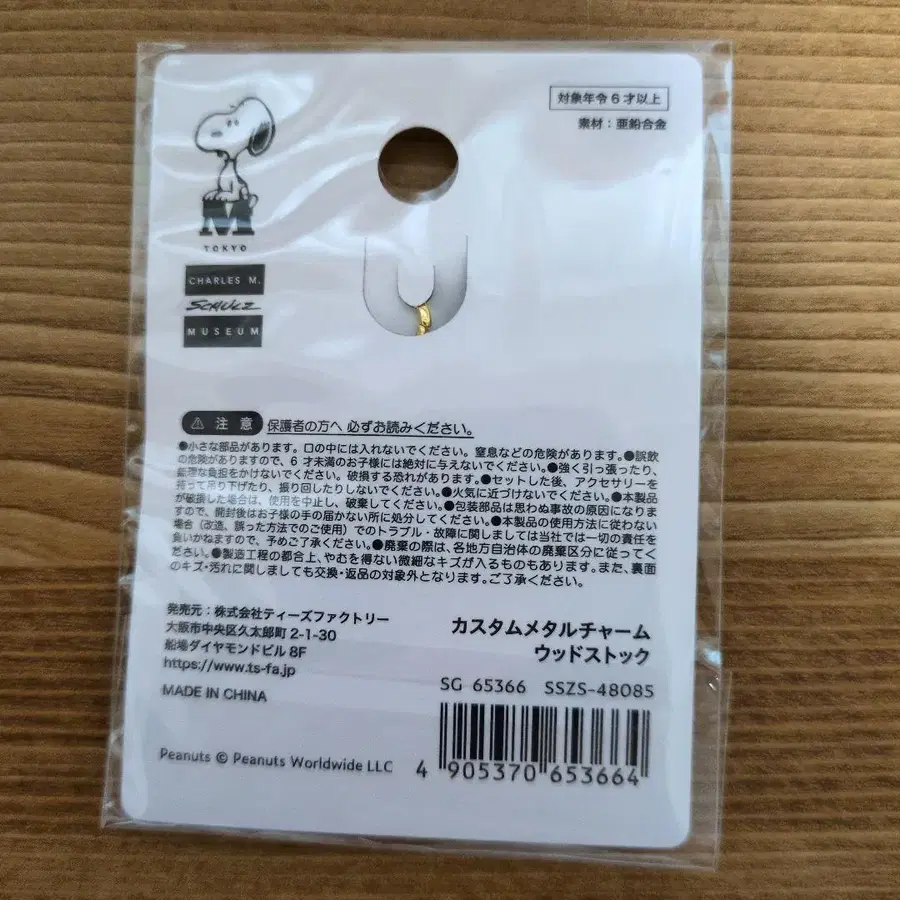 対象年令6才以上
素材：亜鉛合金
M
TOKYO
CHARLES M.
SCHULZ
MUSEUM
⚠ 注意 保護者の方へ 必ずお読みください。
●小さな部品があります。口の中には入れないでください。窒息などの危険があります。●誤飲
の危険がありますので、6才未満のお子様には絶対に与えないでください。●強く引っ張ったり、
無理な負担をかけないでください。破損する恐れがあります。●セットした後、アクセサリーを
持って吊り下げたり、振り回したりしないでください。●火気に近づけないでください。●本製品
が破損した場合は、使用を中止し、破棄してください。●包装部品は思わぬ事故の原因になりま
すので、開封後はお子様の手の届かない所に処分してください。●本製品の使用方法に従わない
場合（改造、誤った方法でのご使用）でのトラブル・故障に関しましては当社では一切の責任を
負いかねますので、予めご了承ください。●廃棄の際は、各地方自治体の廃棄区分に従ってく
ださい。●製造工程の都合上、やむを得ない微細なキズが入るものもあります。また、裏面
のキズ・汚れに関しましても交換・返品の対象外となります。ご了承ください。
発売元：株式会社ティーズファクトリー
大阪市中央区久太郎町2-1-30
船場ダイヤモンドビル8F
https://www.ts-fa.jp
MADE IN CHINA
カスタムメタルチャーム
ウッドストック
SG 65366 SSZS-48085
Peanuts © Peanuts Worldwide LLC
4 905370 653664